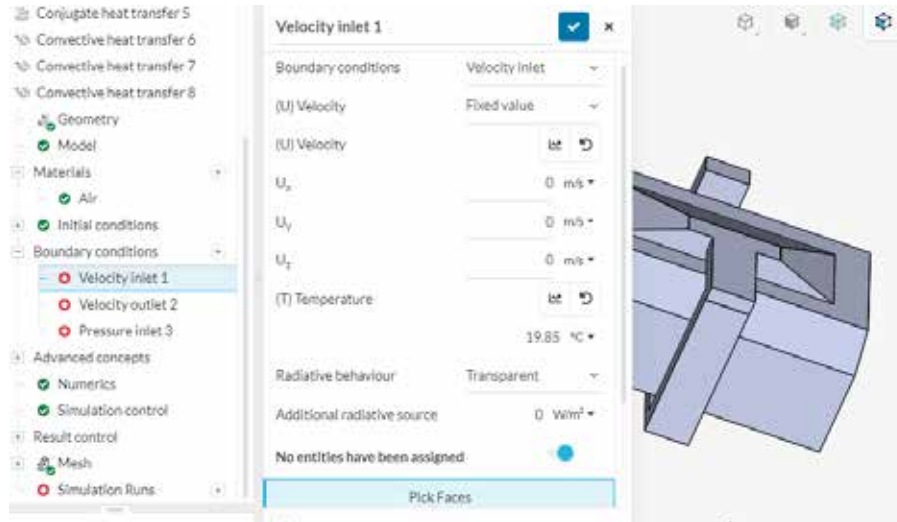 Conjugate heat transfer 5
Convective heat transfer 6
Convective heat transfer 7
Convective heat transfer 8
Geometry
Model
Materials
Air
Initial conditions
Boundary conditions
Velocity inlet 1
Velocity outlet 2
Pressure inlet 3
Advanced concepts
Numerics
Simulation control
Result control
Mesh
Simulation Runs
Velocity inlet 1
Boundary conditions Velocity inlet
(U) Velocity Fixed value
(U) Velocity
Ux 0 m/s
Uy 0 m/s
Uz 0 m/s
(T) Temperature
19.85 °C
Radiative behaviour Transparent
Additional radiative source 0 W/m²
No entities have been assigned
Pick Faces